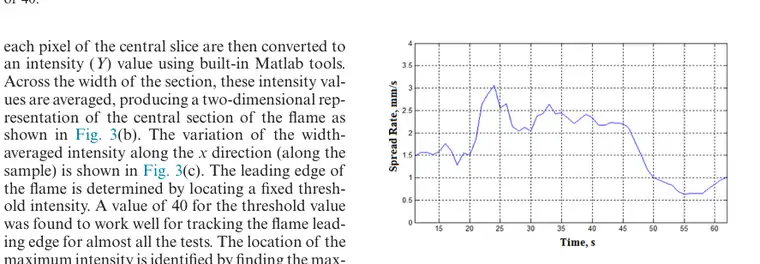 of 40.
each pixel of the central slice are then converted to
an intensity (Y) value using built-in Matlab tools.
Across the width of the section, these intensity val-
ues are averaged, producing a two-dimensional rep-
resentation of the central section of the flame as
shown in Fig. 3(b). The variation of the width-
averaged intensity along the x direction (along the
sample) is shown in Fig. 3(c). The leading edge of
the flame is determined by locating a fixed thresh-
old intensity. A value of 40 for the threshold value
was found to work well for tracking the flame lead-
ing edge for almost all the tests. The location of the
maximum intensity is identified by finding the max-
Spread Rate, mm/s
4
3.5
3
2.5
2
1.5
1
0.5
0
15 20 25 30 35 40 45 50 55 60
Time, s